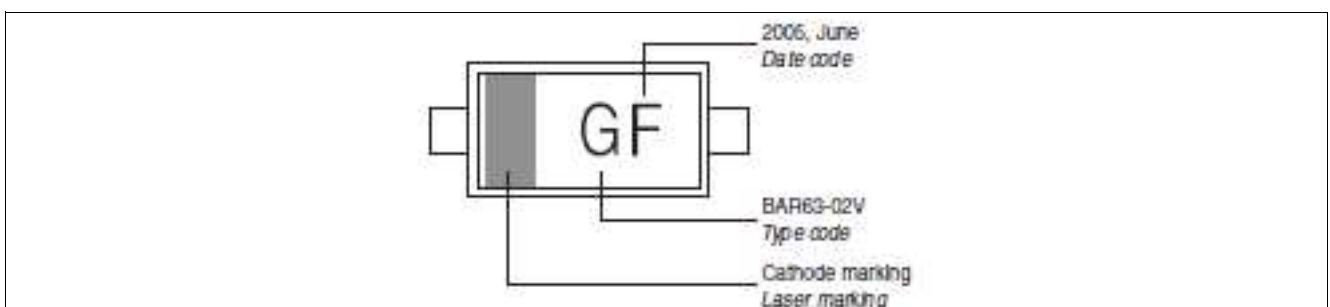 2005, June
Date code
GF
BAR63-02V
Type code
Cathode marking
Laser marking